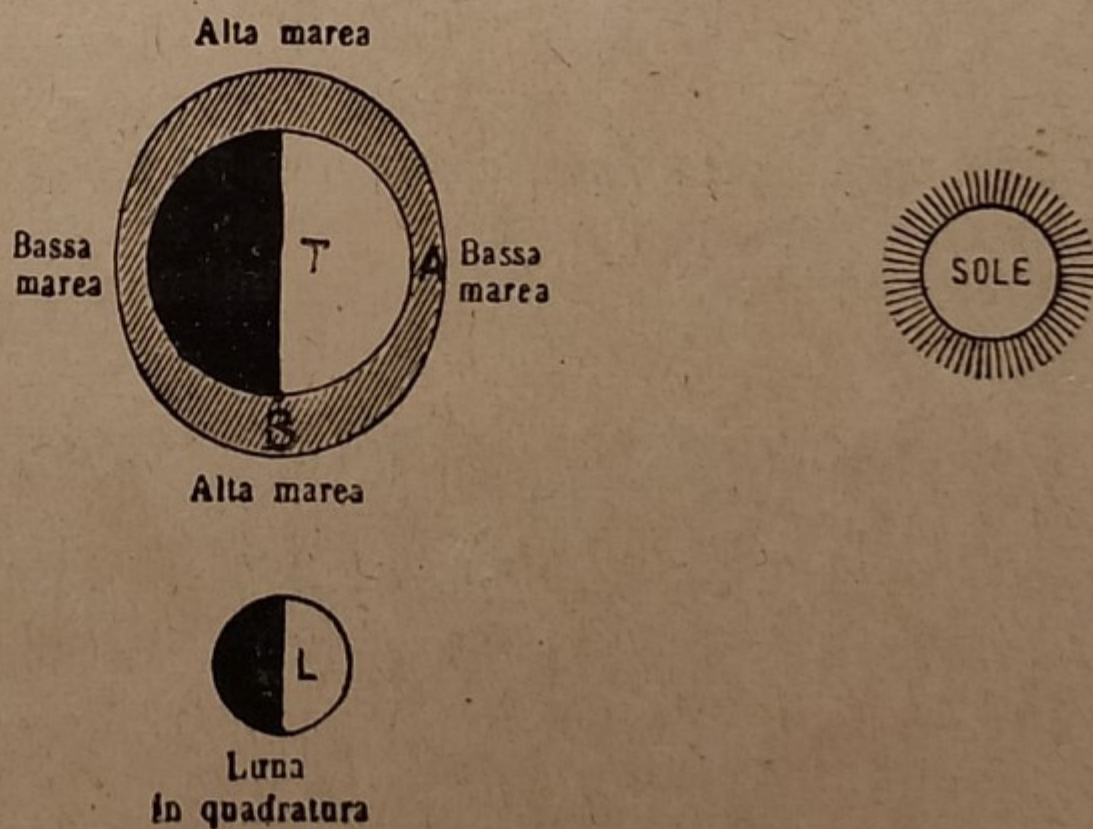 Alta marea
Bassa
marea
T
A
Bassa
marea
SOLE
B
Alta marea
L
Luna
in quadratura